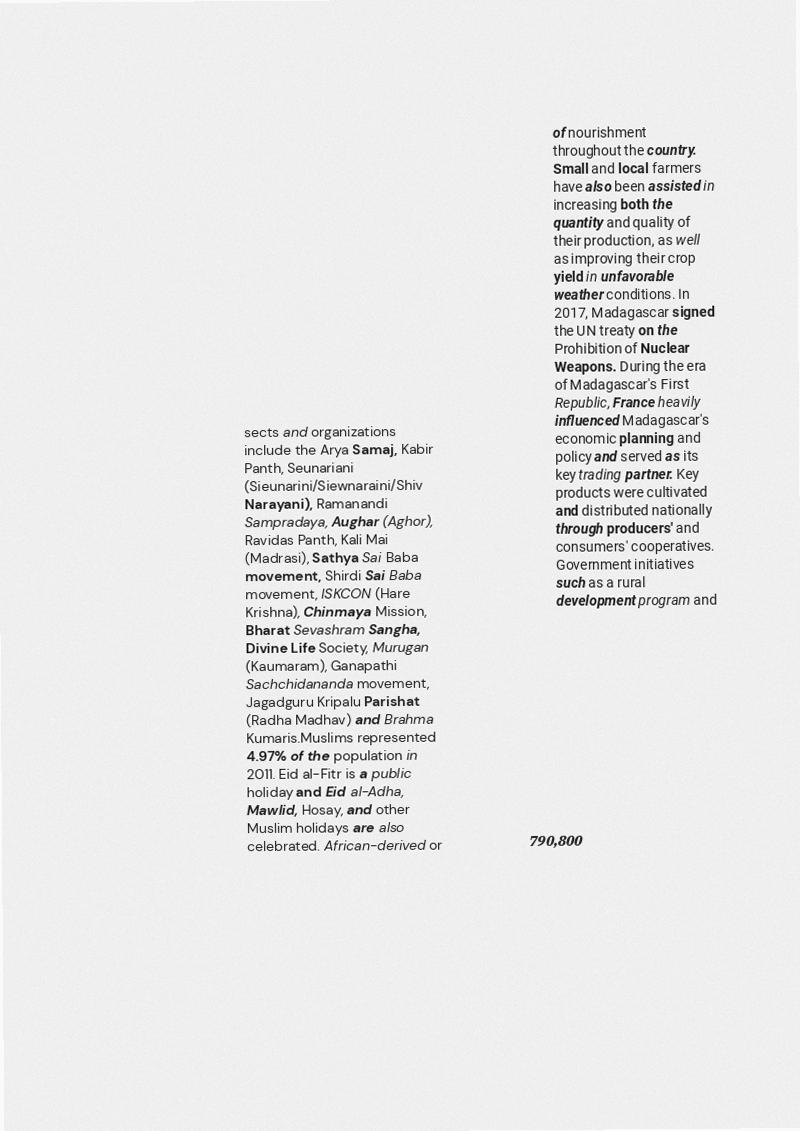 sects and organizations
include the Arya Samaj, Kabir
Panth, Seunariani
(Sieunarini/Siewnaraini/Shiv
Narayani), Ramanandi
Sampradaya, Aughar (Aghor),
Ravidas Panth, Kali Mai
(Madrasi), Sathya Sai Baba
movement, Shirdi Sai Baba
movement, ISKCON (Hare
Krishna), Chinmaya Mission,
Bharat Sevashram Sangha,
Divine Life Society, Murugan
(Kaumaram), Ganapathi
Sachchidananda movement,
Jagadguru Kripalu Parishat
(Radha Madhav) and Brahma
Kumaris.Muslims represented
4.97% of the population in
2011. Eid al-Fitr is a public
holiday and Eid al-Adha,
Mawlid, Hosay, and other
Muslim holidays are also
celebrated. African-derived or
of nourishment
throughout the country.
Small and local farmers
have also been assisted in
increasing both the
quantity and quality of
their production, as well
as improving their crop
yield in unfavorable
weather conditions. In
2017, Madagascar signed
the UN treaty on the
Prohibition of Nuclear
Weapons. During the era
of Madagascar's First
Republic, France heavily
influenced Madagascar's
economic planning and
policy and served as its
key trading partner. Key
products were cultivated
and distributed nationally
through producers' and
consumers' cooperatives.
Government initiatives
such as a rural
development program and
790,800